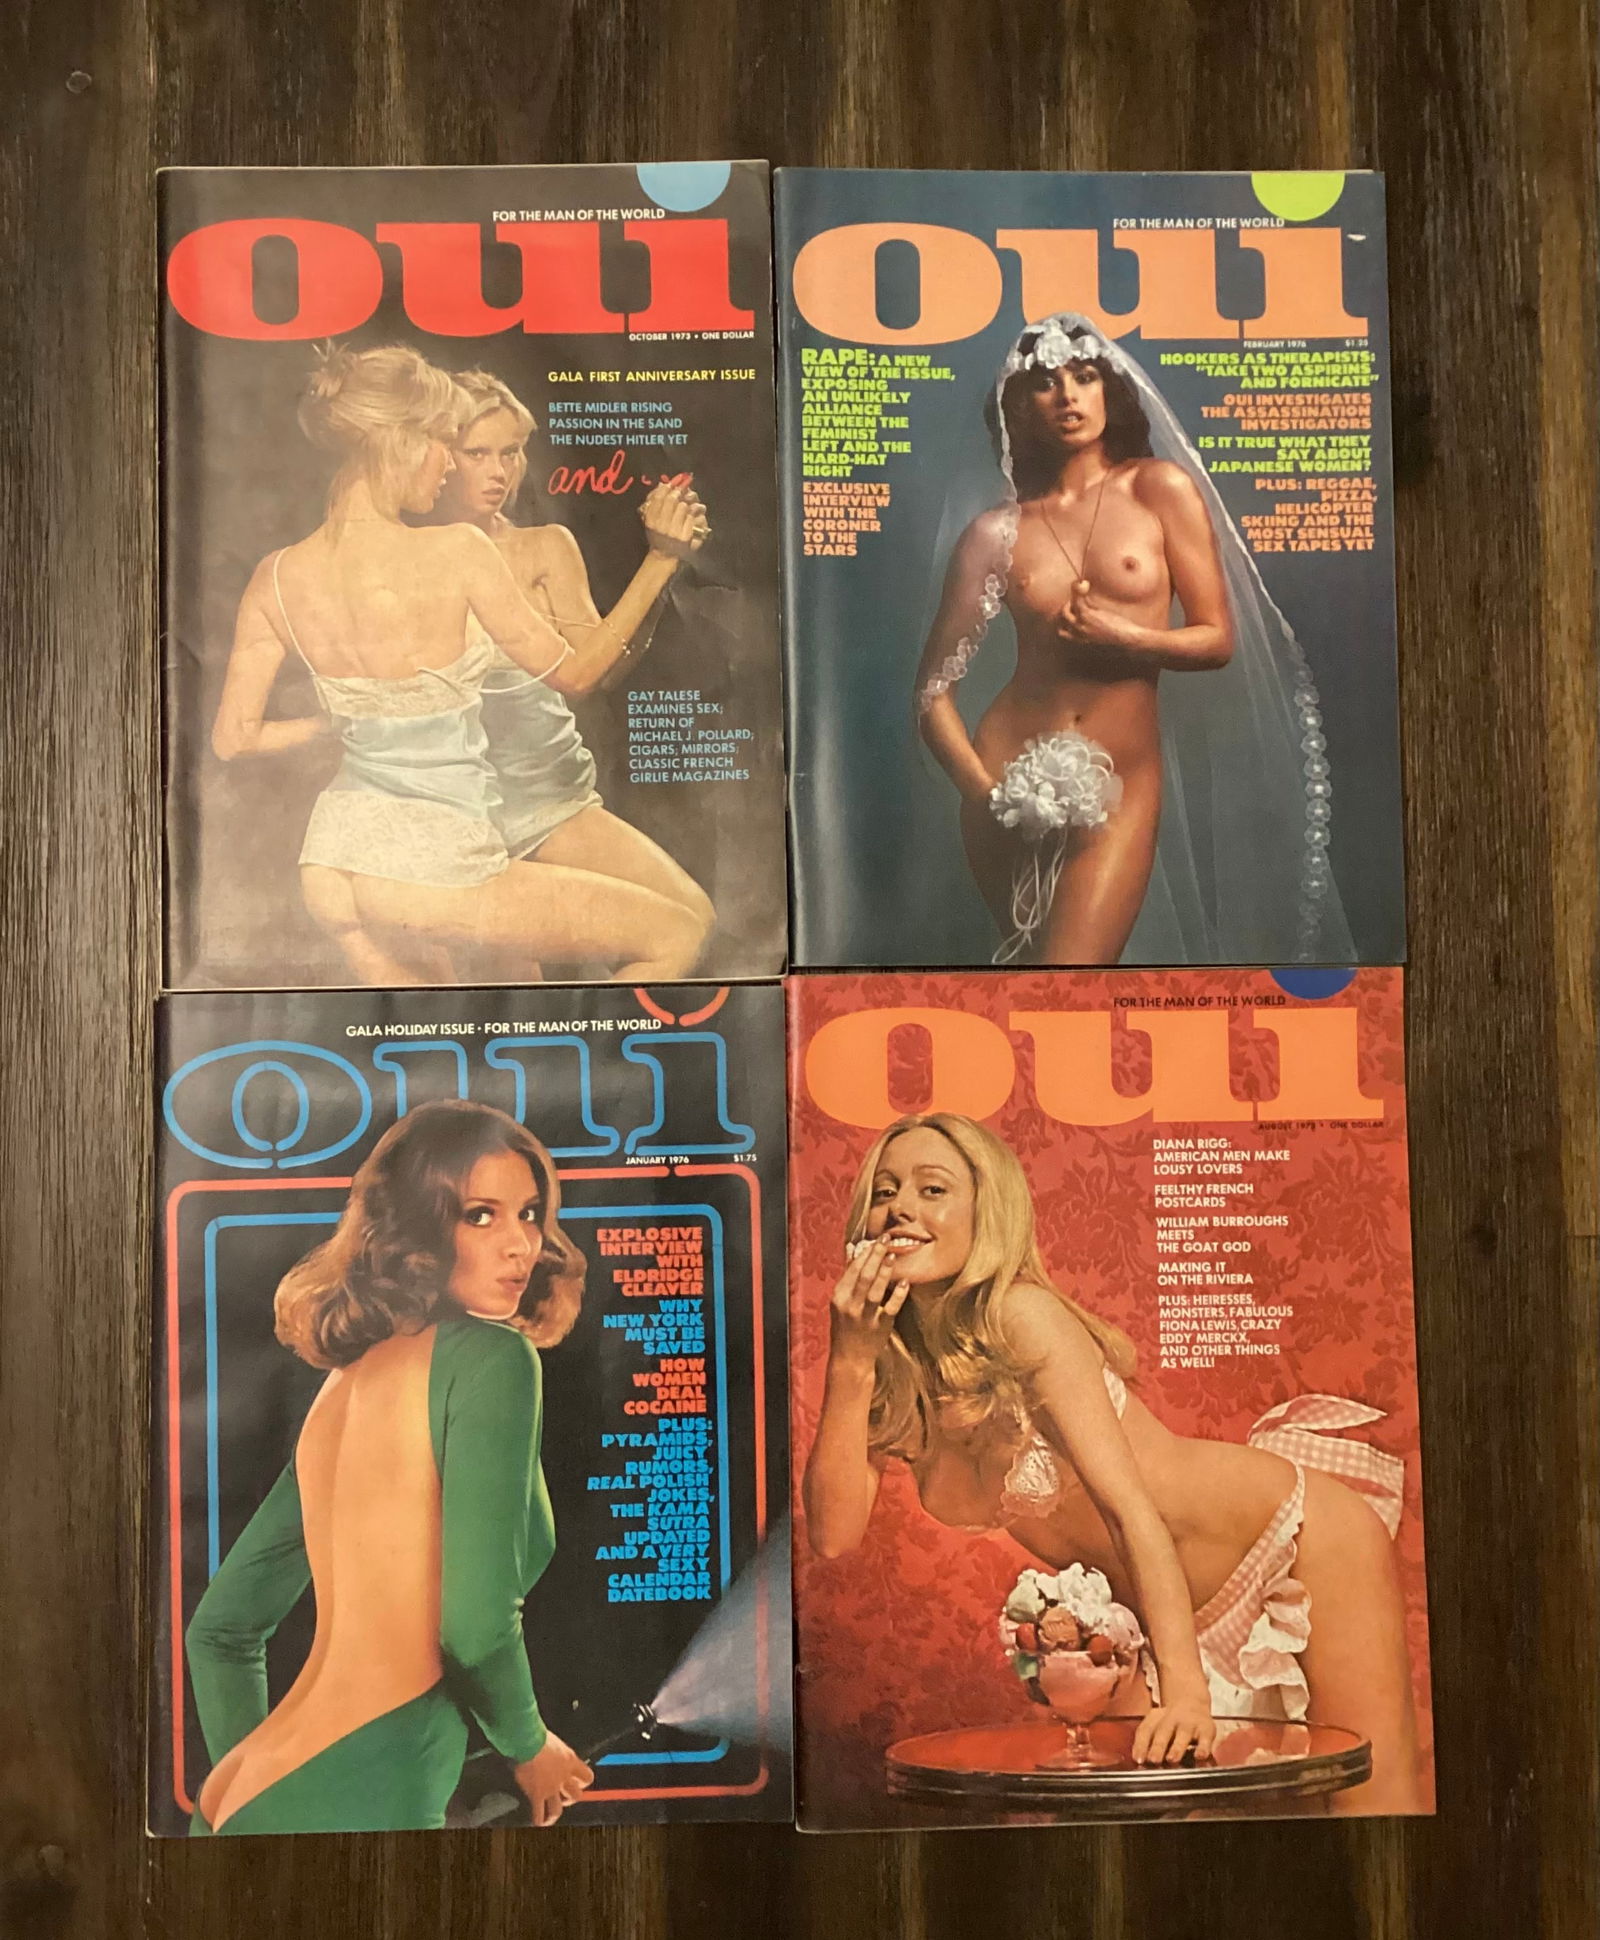 FOR THE MAN OF THE WORLD
oui
OCTOBER 1973 • ONE DOLLAR
GALA FIRST ANNIVERSARY ISSUE
BETTE MIDLER RISING
PASSION IN THE SAND
THE NUDEST HITLER YET
and
GAY TALESE
EXAMINES SEX;
RETURN OF
MICHAEL J. POLLARD;
CIGARS; MIRRORS;
CLASSIC FRENCH
GIRLIE MAGAZINES
FOR THE MAN OF THE WORLD
oui
FEBRUARY 1976 $1.25
RAPE: A NEW
VIEW OF THE ISSUE,
EXPOSING
AN UNLIKELY
ALLIANCE
BETWEEN THE
FEMINIST
LEFT AND THE
HARD-HAT
RIGHT
EXCLUSIVE
INTERVIEW
WITH THE
CORONER
TO THE
STARS
HOOKERS AS THERAPISTS:
"TAKE TWO ASPIRINS
AND FORNICATE"
OUI INVESTIGATES
THE ASSASSINATION
INVESTIGATORS
IS IT TRUE WHAT THEY
SAY ABOUT
JAPANESE WOMEN?
PLUS: REGGAE,
PIZZA,
HELICOPTER
SKIING AND THE
MOST SENSUAL
SEX TAPES YET
GALA HOLIDAY ISSUE • FOR THE MAN OF THE WORLD
oui
JANUARY 1976 $1.75
EXPLOSIVE
INTERVIEW
WITH
ELDRIDGE
CLEAVER
WHY
NEW YORK
MUST BE
SAVED
HOW
WOMEN
DEAL
COCAINE
PLUS:
PYRAMIDS,
JUICY
RUMORS,
REAL POLISH
JOKES,
THE KAMA
SUTRA
UPDATED
AND A VERY
SEXY
CALENDAR
DATEBOOK
FOR THE MAN OF THE WORLD
oui
AUGUST 1973 • ONE DOLLAR
DIANA RIGG:
AMERICAN MEN MAKE
LOUSY LOVERS
FEELTHY FRENCH
POSTCARDS
WILLIAM BURROUGHS
MEETS
THE GOAT GOD
MAKING IT
ON THE RIVIERA
PLUS: HEIRESSES,
MONSTERS, FABULOUS
FIONA LEWIS, CRAZY
EDDY MERCKX,
AND OTHER THINGS
AS WELL!